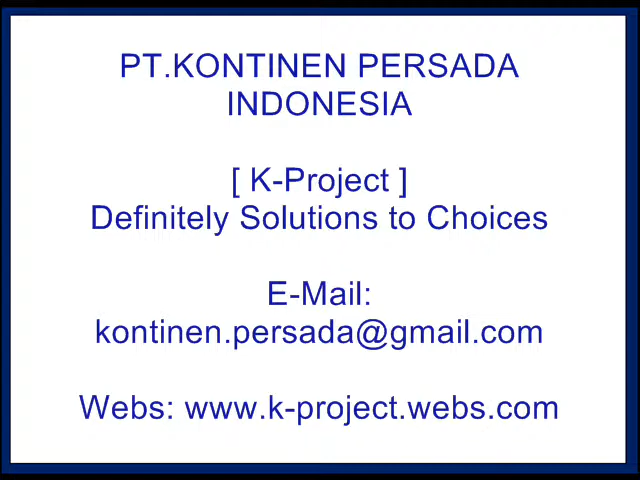 PT.KONTINEN PERSADA
INDONESIA
[ K-Project ]
Definitely Solutions to Choices
E-Mail:
kontinen.persada@gmail.com
Webs: www.k-project.webs.com